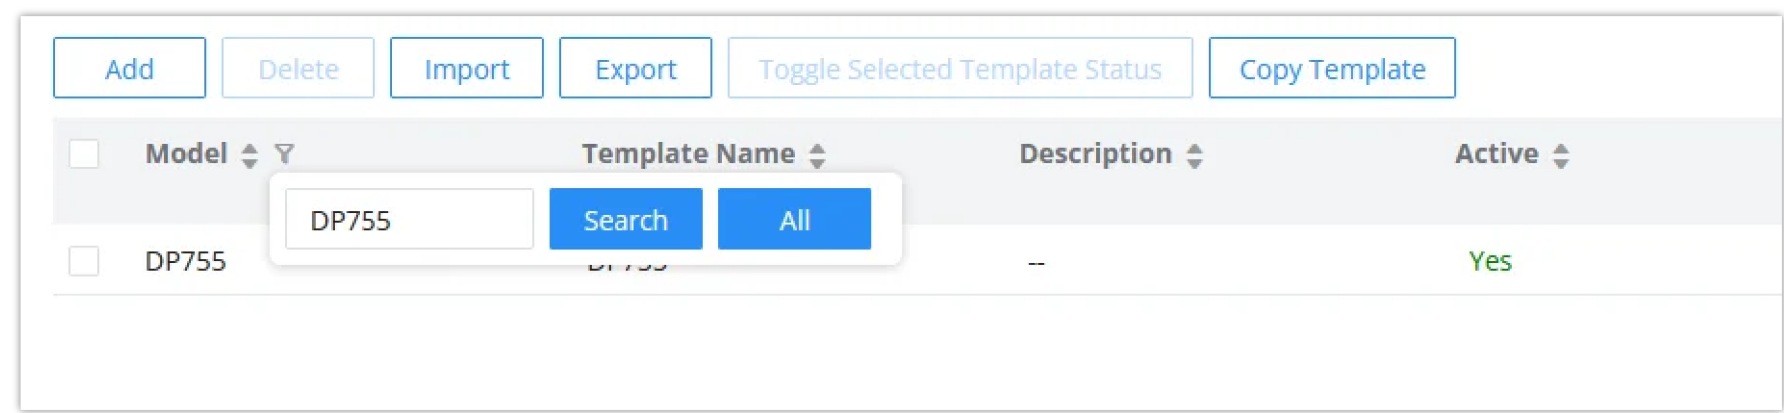 Add Delete Import Export Toggle Selected Template Status Copy Template
Model Template Name Description Active
DP755 Search All
DP755 -- Yes